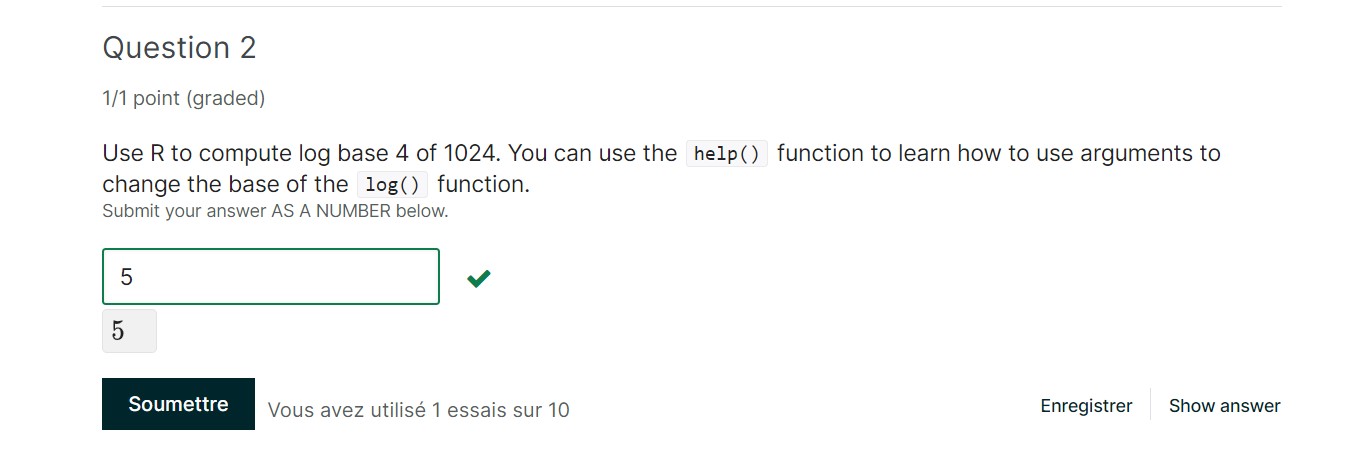 Question 2
1/1 point (graded)
Use R to compute log base 4 of 1024. You can use the help() function to learn how to use arguments to
change the base of the log() function.
Submit your answer AS A NUMBER below.
5
5
Soumettre
Vous avez utilisé 1 essais sur 10
Enregistrer
Show answer